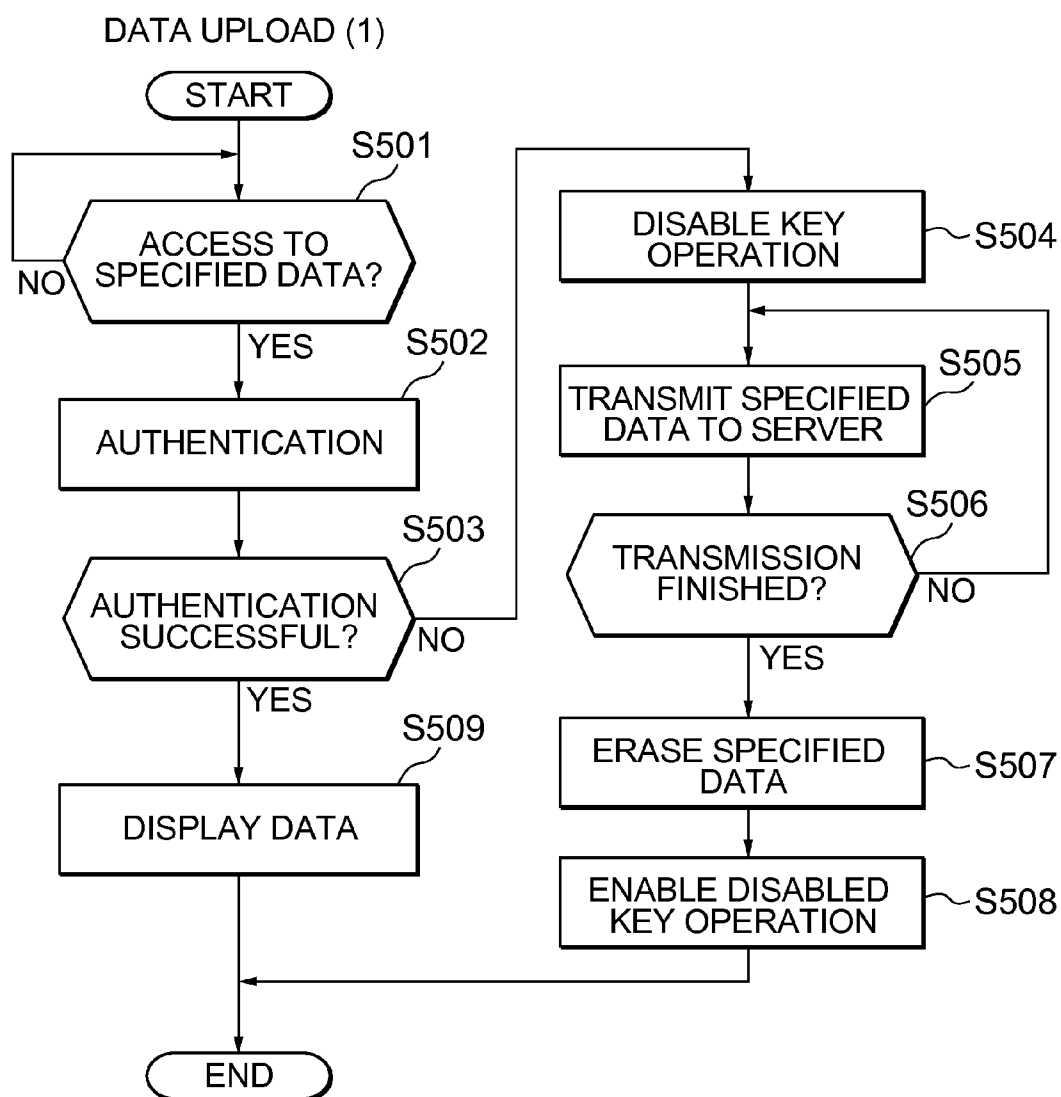 DATA UPLOAD (1)
START
S501
ACCESS TO
SPECIFIED DATA?
NO
YES
S502
AUTHENTICATION
S503
AUTHENTICATION
SUCCESSFUL?
NO
YES
S509
DISPLAY DATA
END
DISABLE KEY
OPERATION
S504
S505
TRANSMIT SPECIFIED
DATA TO SERVER
S506
TRANSMISSION
FINISHED?
NO
YES
ERASE SPECIFIED
DATA
S507
ENABLE DISABLED
KEY OPERATION
S508